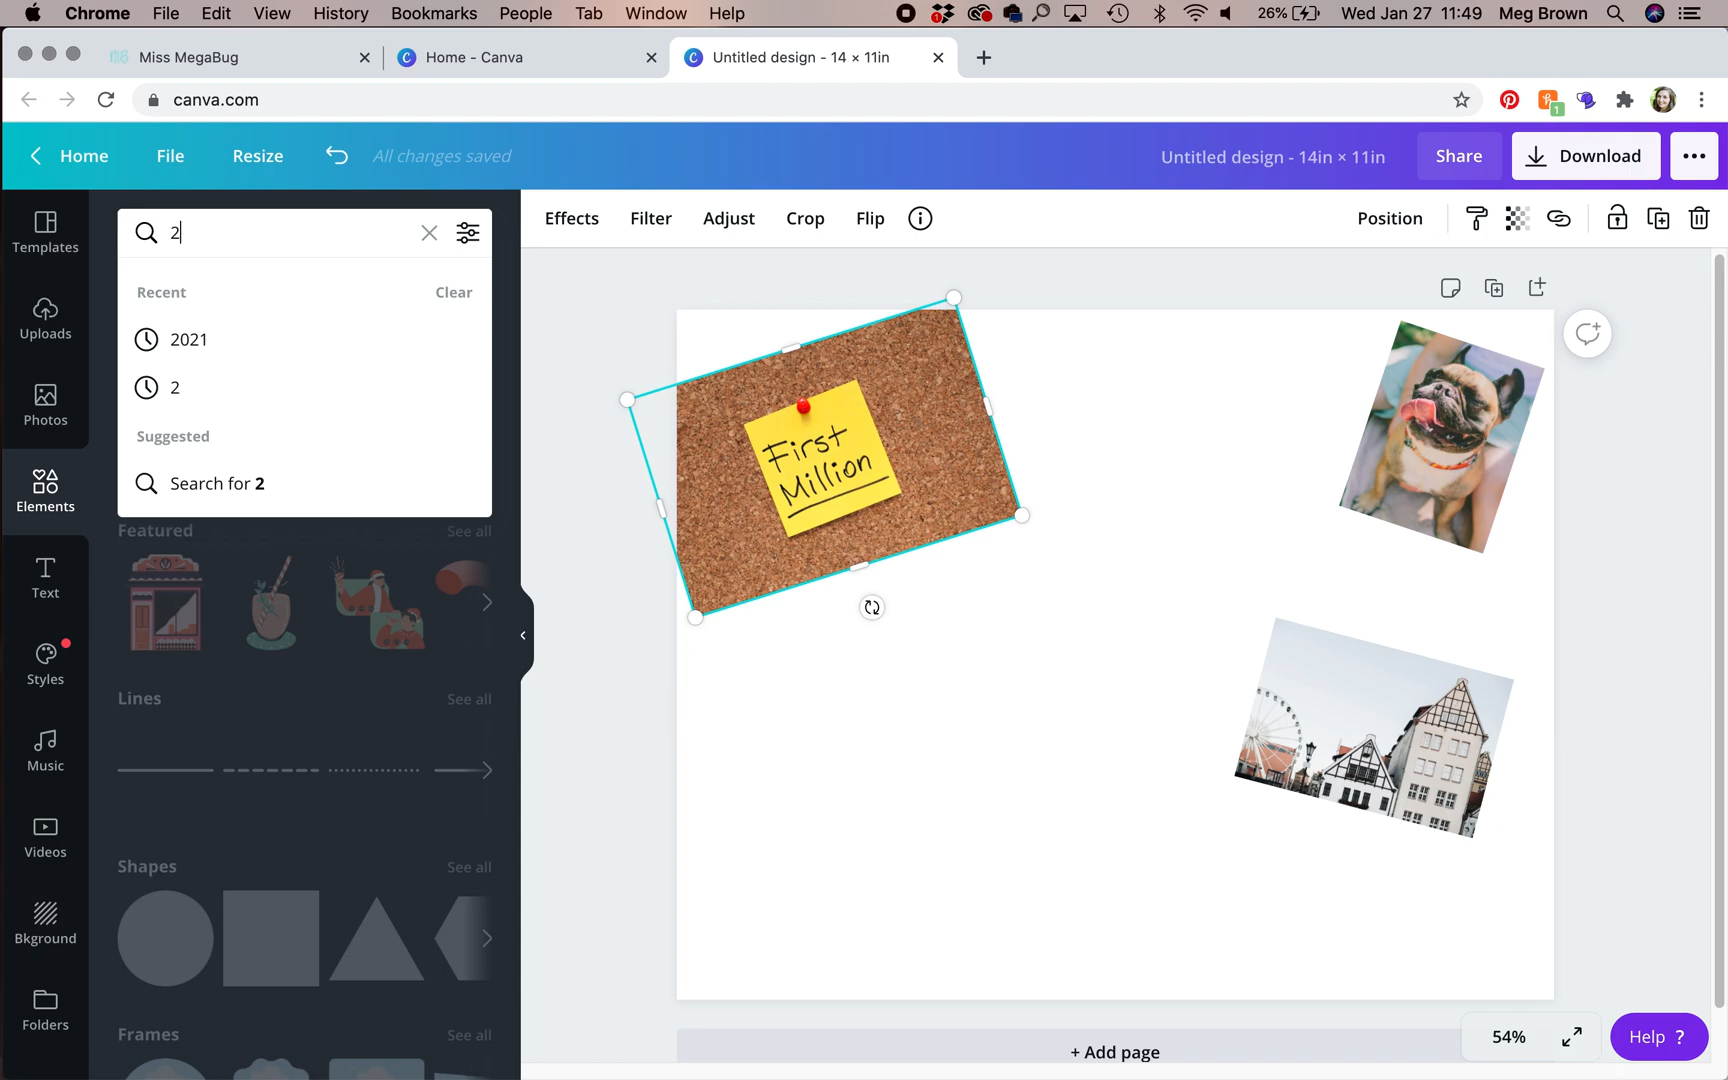 Chrome File Edit View History Bookmarks People Tab Window Help 1 26% Wed Jan 27 11:49 Meg Brown
Miss MegaBug Home - Canva Untitled design - 14 × 11in
canva.com 1
Home File Resize All changes saved Untitled design - 14in × 11in Share Download
Templates
Uploads
Photos
Elements
Text
Styles
Music
Videos
Bkground
Folders
2
Recent Clear
2021
2
Suggested
Search for 2
Featured See all
Lines See all
Shapes See all
Frames See all
Effects Filter Adjust Crop Flip Position
First
Million
+ Add page
54% Help ?